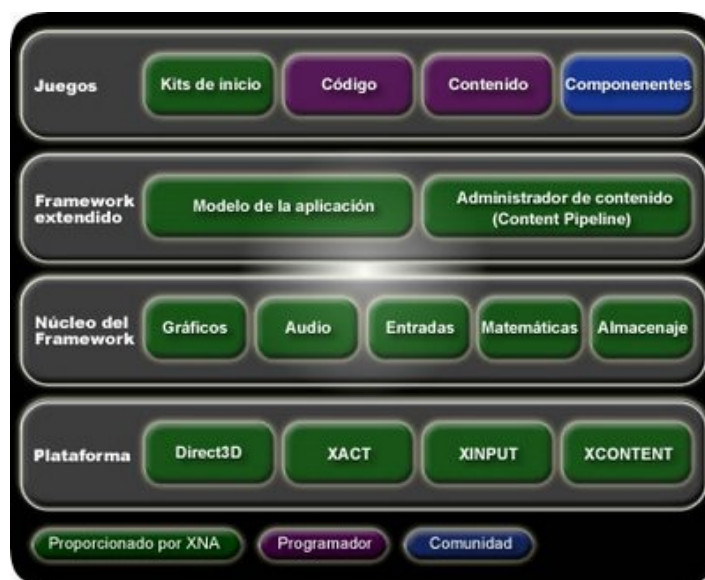 Juegos
Kits de inicio
Código
Contenido
Componenentes
Framework
extendido
Modelo de la aplicación
Administrador de contenido
(Content Pipeline)
Núcleo del
Framework
Gráficos
Audio
Entradas
Matemáticas
Almacenaje
Plataforma
Direct3D
XACT
XINPUT
XCONTENT
Proporcionado por XNA
Programador
Comunidad